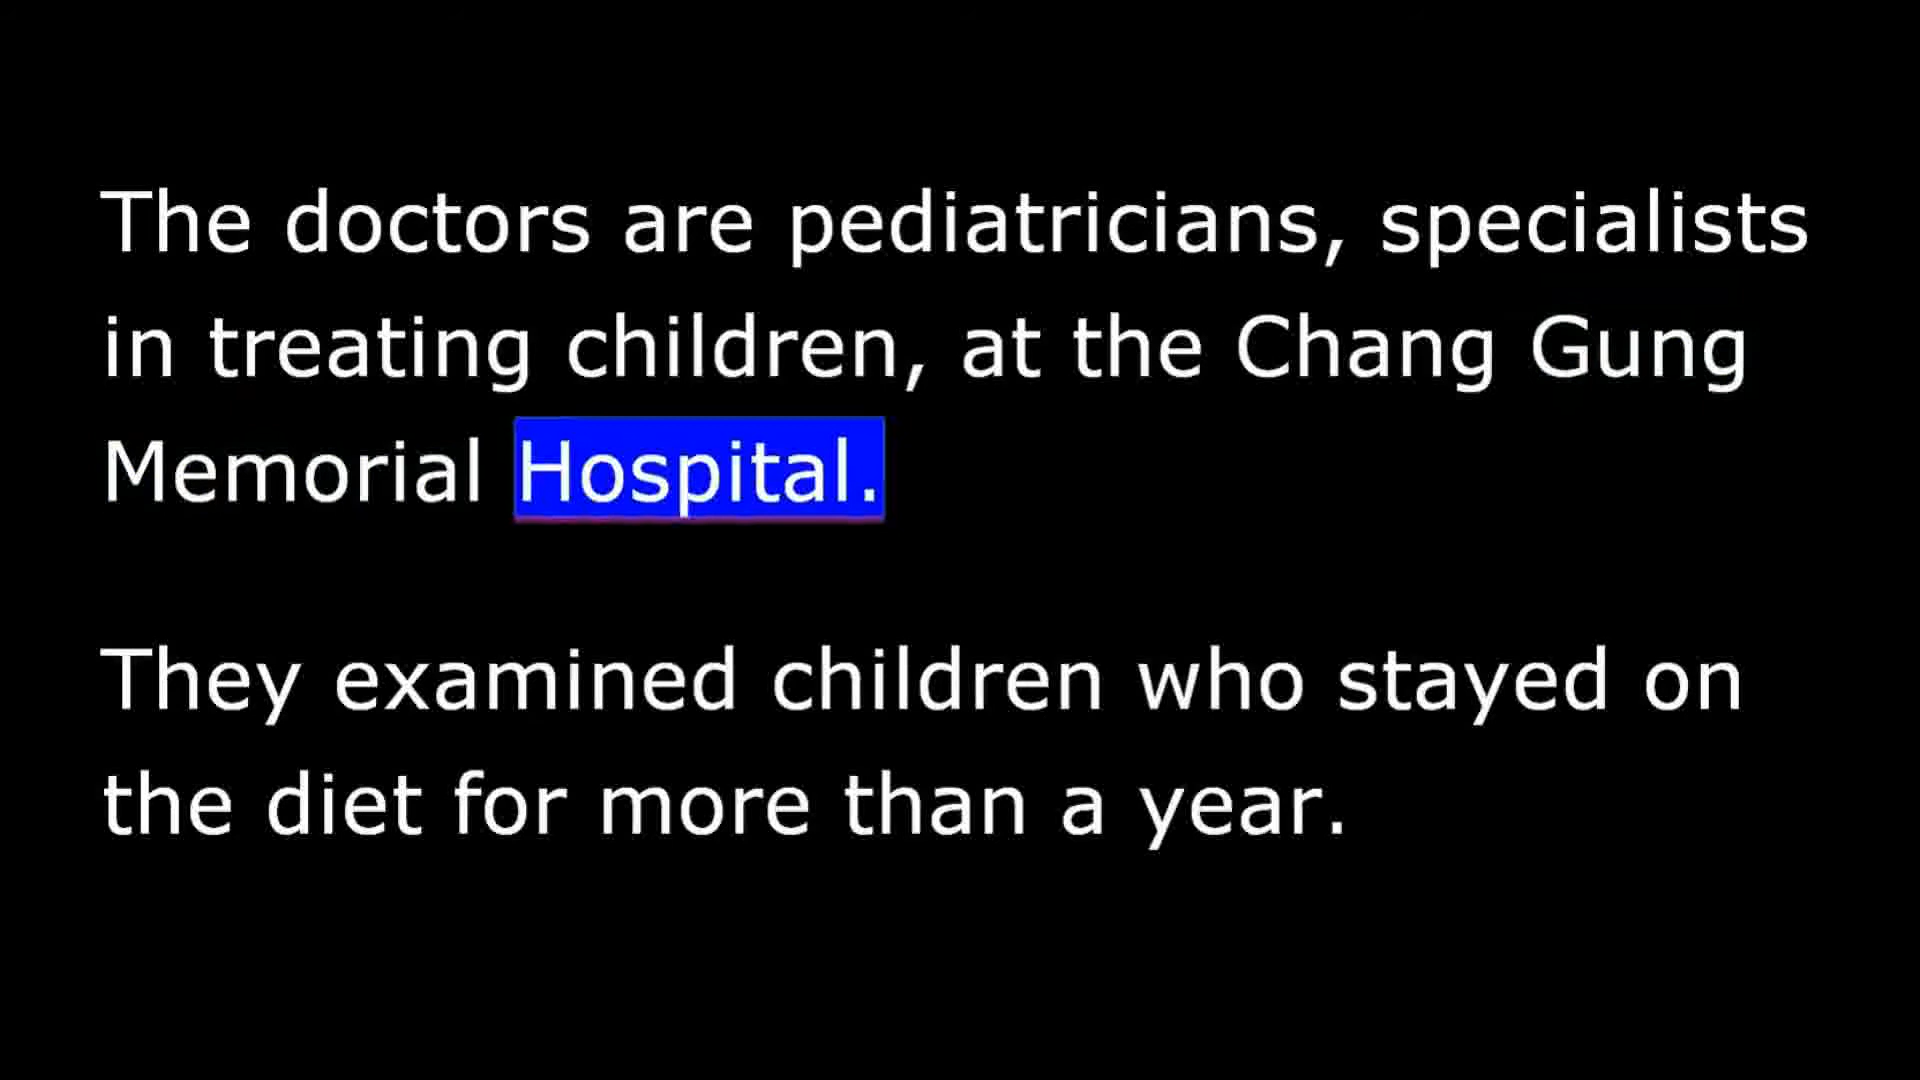 The doctors are pediatricians, specialists
in treating children, at the Chang Gung
Memorial Hospital.
They examined children who stayed on
the diet for more than a year.